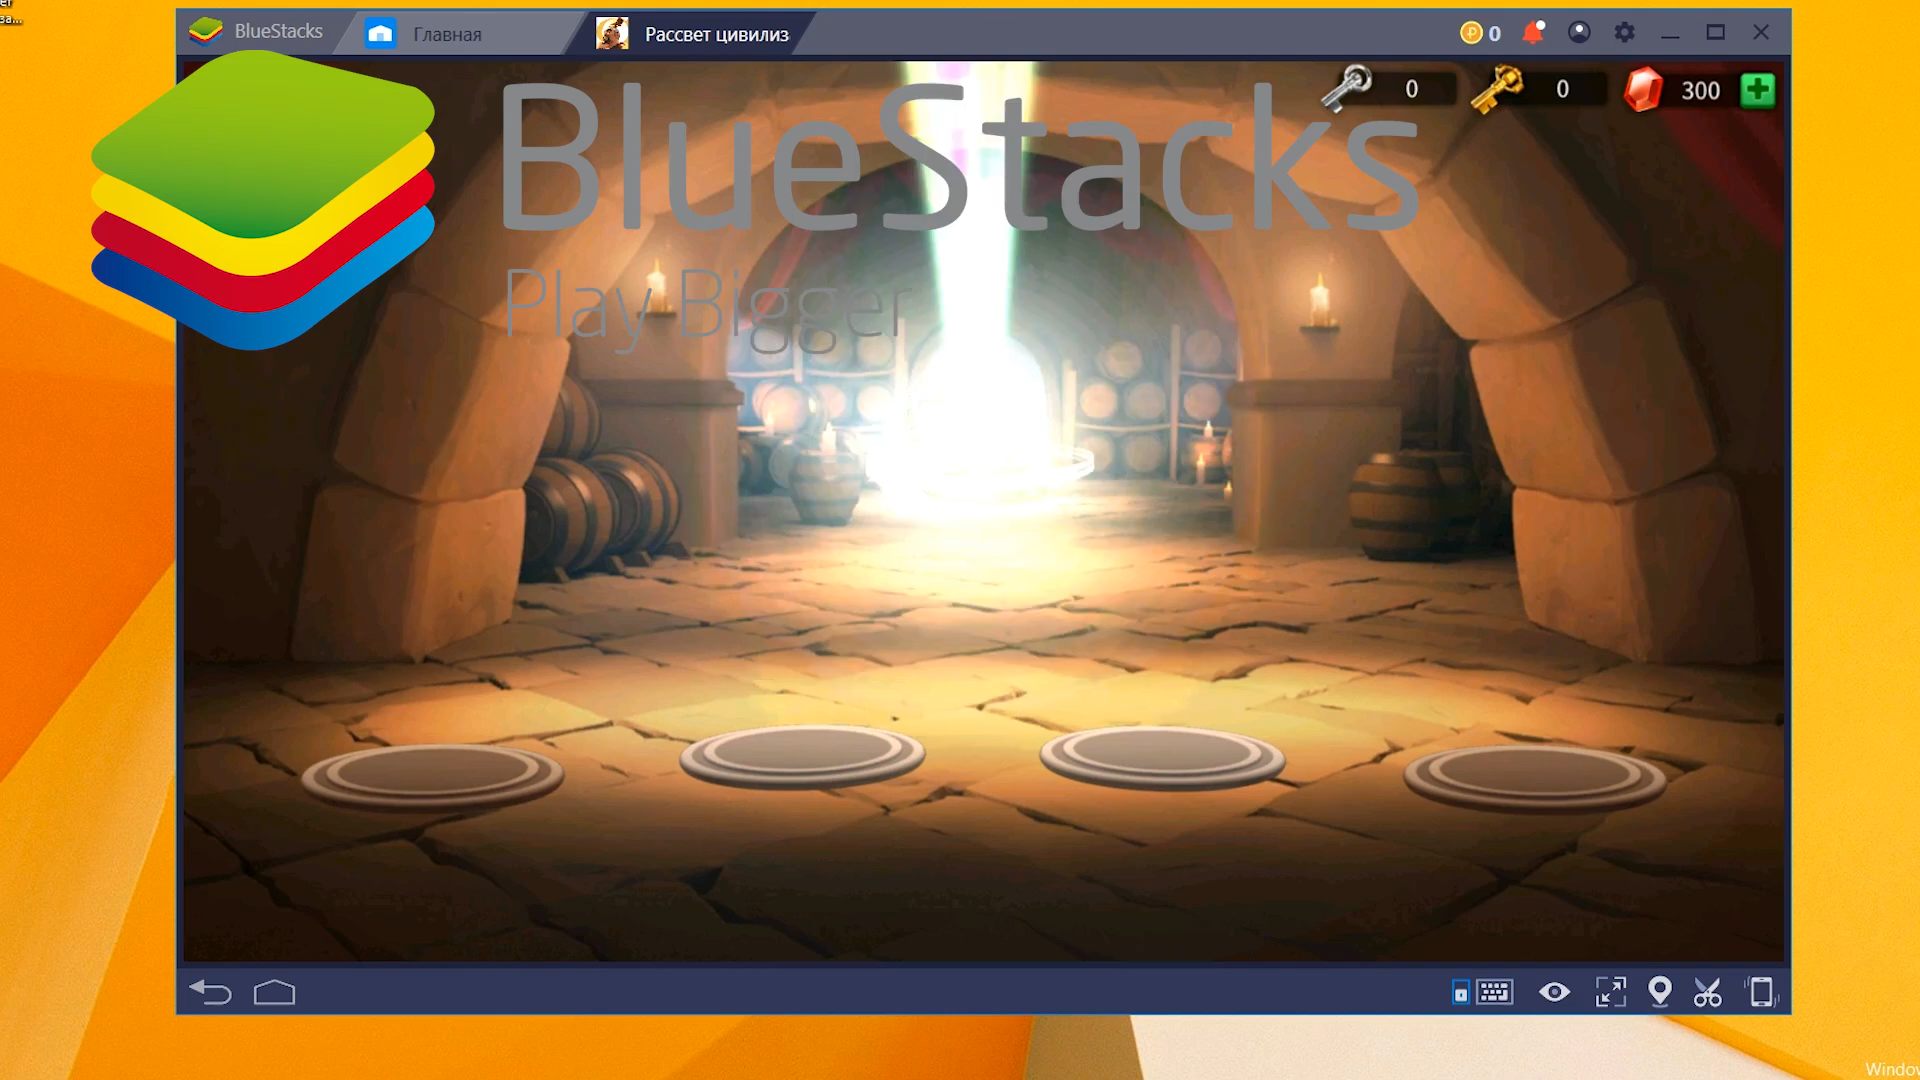 BlueStacks
Главная
Рассвет цивилиз
0
0
0
300
BlueStacks
Play Bigger